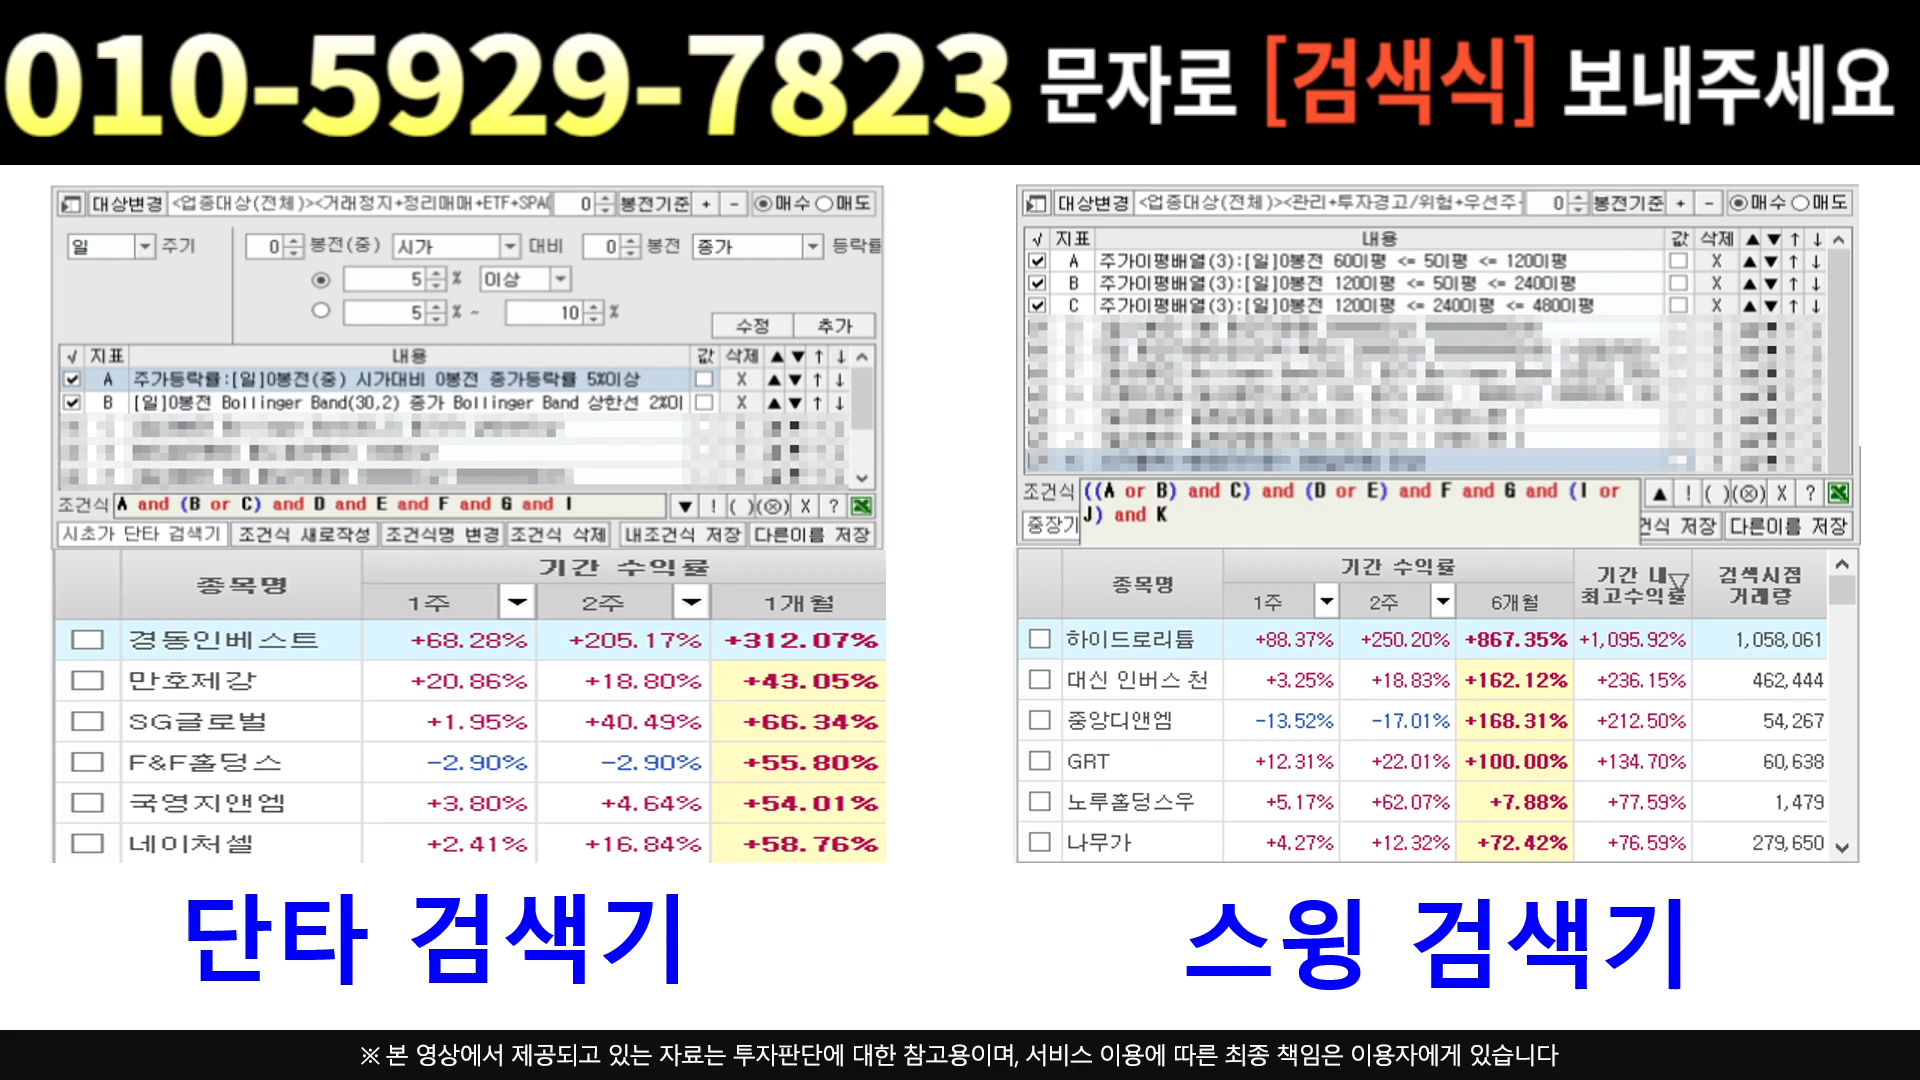 010-5929-7823 문자로 [검색식] 보내주세요
대상변경 <업종대상(전체)><거래정지+정리매매+ETF+SPA 0 봉전기준 + - 매수 매도
일 주기 0 봉전(중) 시가 대비 0 봉전 종가 등락률
5 % 이상
5 % ~ 10 %
수정 추가
√ 지표 내용 값 삭제 ▲ ▼ ↑ ↓
A 주가등락률:[일]0봉전(중) 시가대비 0봉전 종가등락률 5%이상 X ▲ ▼ ↑ ↓
B [일]0봉전 Bollinger Band(30,2) 종가 Bollinger Band 상한선 2%이 X ▲ ▼ ↑ ↓
조건식 A and (B or C) and D and E and F and G and I ▼ ! ( ) (⊗) X ?
시초가 단타 검색기 조건식 새로작성 조건식명 변경 조건식 삭제 내조건식 저장 다른이름 저장
종목명 기간 수익률
1주 2주 1개월
경동인베스트 +68.28% +205.17% +312.07%
만호제강 +20.86% +18.80% +43.05%
SG글로벌 +1.95% +40.49% +66.34%
F&F홀딩스 -2.90% -2.90% +55.80%
국영지앤엠 +3.80% +4.64% +54.01%
네이처셀 +2.41% +16.84% +58.76%
단타 검색기
대상변경 <업종대상(전체)><관리+투자경고/위험+우선주+ 0 봉전기준 + - 매수 매도
√ 지표 내용 값 삭제 ▲ ▼ ↑ ↓
A 주가이평배열(3):[일]0봉전 60이평 <= 5이평 <= 120이평 X ▲ ▼ ↑ ↓
B 주가이평배열(3):[일]0봉전 120이평 <= 5이평 <= 240이평 X ▲ ▼ ↑ ↓
C 주가이평배열(3):[일]0봉전 120이평 <= 240이평 <= 480이평 X ▲ ▼ ↑ ↓
조건식 ((A or B) and C) and (D or E) and F and G and (I or ▲ ! ( ) (⊗) X ?
중장기 J) and K 건식 저장 다른이름 저장
종목명 기간 수익률 기간 내 최고수익률 검색시점 거래량
1주 2주 6개월
하이드로리튬 +88.37% +250.20% +867.35% +1,095.92% 1,058,061
대신 인버스 천 +3.25% +18.83% +162.12% +236.15% 462,444
중앙디앤엠 -13.52% -17.01% +168.31% +212.50% 54,267
GRT +12.31% +22.01% +100.00% +134.70% 60,638
노루홀딩스우 +5.17% +62.07% +7.88% +77.59% 1,479
나무가 +4.27% +12.32% +72.42% +76.59% 279,650
스윙 검색기
※ 본 영상에서 제공되고 있는 자료는 투자판단에 대한 참고용이며, 서비스 이용에 따른 최종 책임은 이용자에게 있습니다